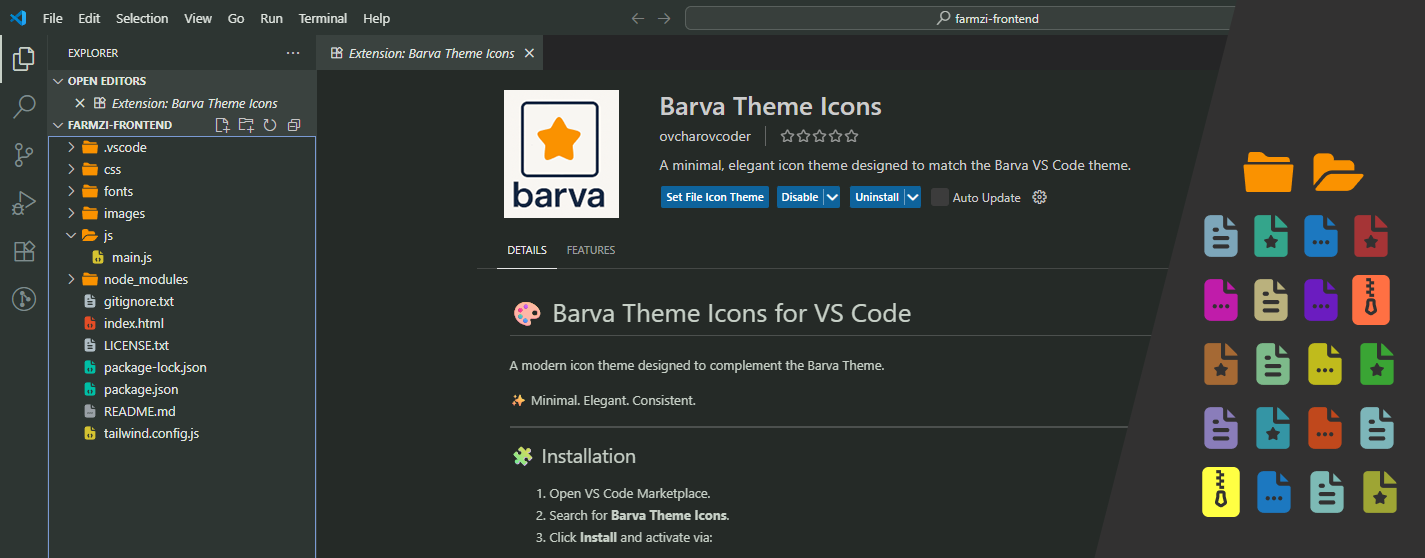 File Edit Selection View Go Run Terminal Help
farmzi-frontend
EXPLORER
OPEN EDITORS
Extension: Barva Theme Icons
FARMZI-FRONTEND
.vscode
css
fonts
images
js
main.js
node_modules
gitignore.txt
index.html
LICENSE.txt
package-lock.json
package.json
README.md
tailwind.config.js
Extension: Barva Theme Icons
barva
Barva Theme Icons
ovcharovcoder
A minimal, elegant icon theme designed to match the Barva VS Code theme.
Set File Icon Theme Disable Uninstall Auto Update
DETAILS FEATURES
Barva Theme Icons for VS Code
A modern icon theme designed to complement the Barva Theme.
✨ Minimal. Elegant. Consistent.
Installation
1. Open VS Code Marketplace.
2. Search for Barva Theme Icons.
3. Click Install and activate via: